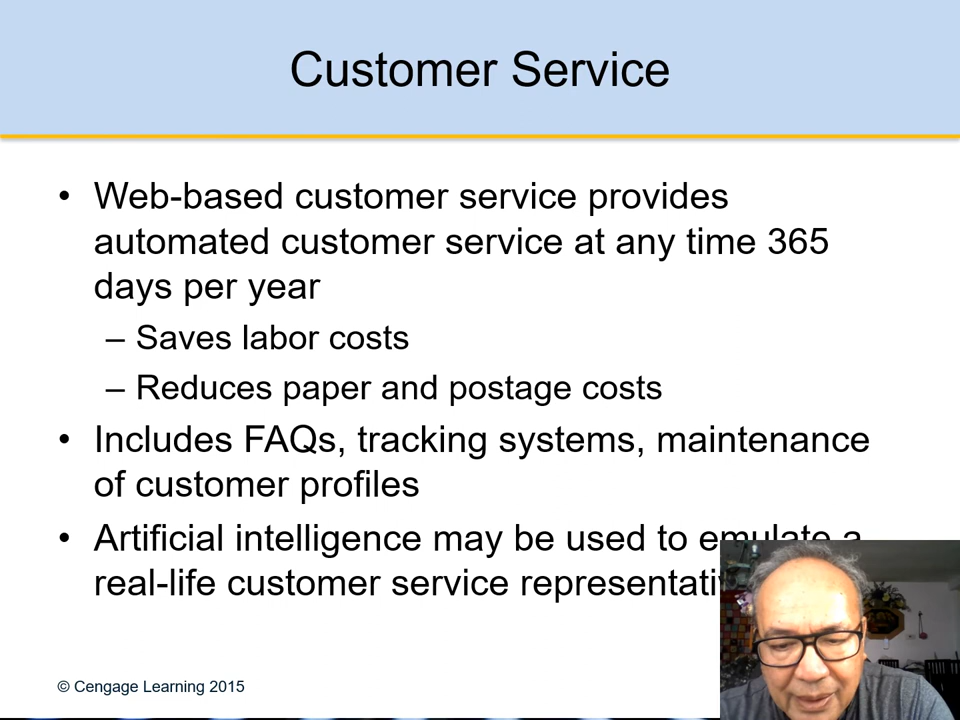 Customer Service
• Web-based customer service provides
automated customer service at any time 365
days per year
– Saves labor costs
– Reduces paper and postage costs
• Includes FAQs, tracking systems, maintenance
of customer profiles
• Artificial intelligence may be used to emulate a
real-life customer service
© Cengage Learning 2015